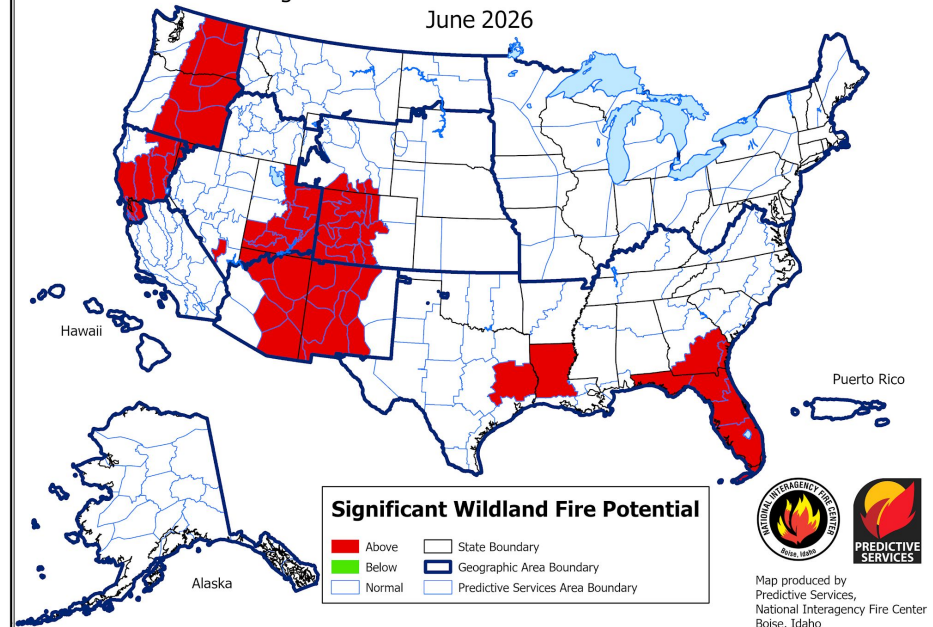 June 2026
Hawaii
Puerto Rico
Alaska
Significant Wildland Fire Potential
Above
Below
Normal
State Boundary
Geographic Area Boundary
Predictive Services Area Boundary
NATIONAL INTERAGENCY FIRE CENTER
Boise, Idaho
PREDICTIVE
SERVICES
Map produced by
Predictive Services,
National Interagency Fire Center
Boise, Idaho